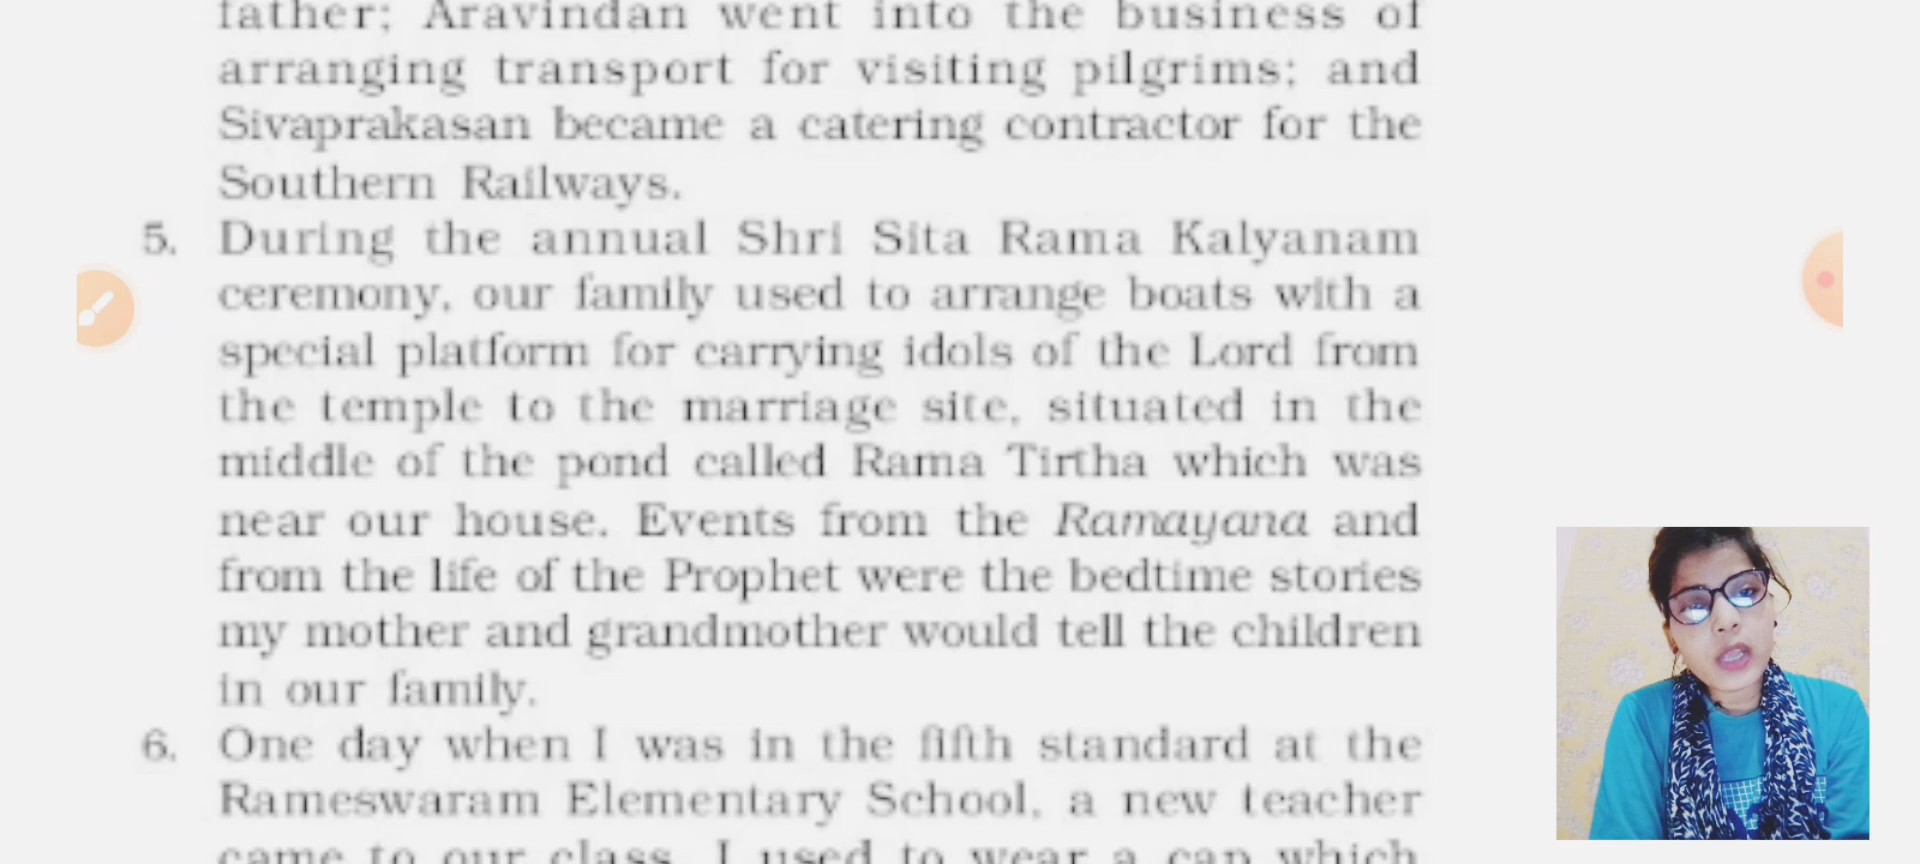 father; Aravindan went into the business of
arranging transport for visiting pilgrims; and
Sivaprakasan became a catering contractor for the
Southern Railways.
5. During the annual Shri Sita Rama Kalyanam
ceremony, our family used to arrange boats with a
special platform for carrying idols of the Lord from
the temple to the marriage site, situated in the
middle of the pond called Rama Tirtha which was
near our house. Events from the Ramayana and
from the life of the Prophet were the bedtime stories
my mother and grandmother would tell the children
in our family.
6. One day when I was in the fifth standard at the
Rameswaram Elementary School, a new teacher
came to our class. I used to wear a cap which